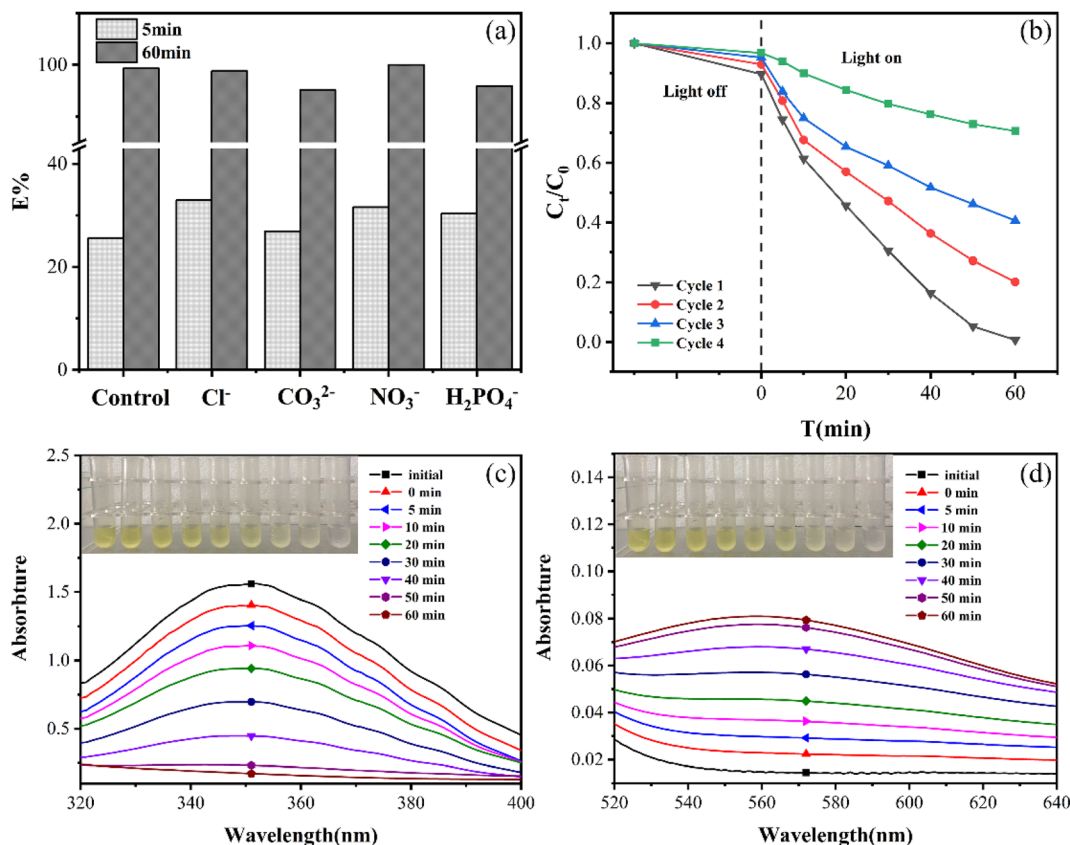 (a)
5min
60min
100
40
20
0
E%
Control
Cl⁻
CO₃²⁻
NO₃⁻
H₂PO₄⁻
(b)
Light on
Light off
1.0
0.8
0.6
0.4
0.2
0.0
Cₜ/C₀
Cycle 1
Cycle 2
Cycle 3
Cycle 4
0
20
40
60
T(min)
(c)
2.5
2.0
1.5
1.0
0.5
Absorbture
initial
0 min
5 min
10 min
20 min
30 min
40 min
50 min
60 min
320
340
360
380
400
Wavelength(nm)
(d)
0.14
0.12
0.10
0.08
0.06
0.04
0.02
Absorbture
initial
0 min
5 min
10 min
20 min
30 min
40 min
50 min
60 min
520
540
560
580
600
620
640
Wavelength(nm)